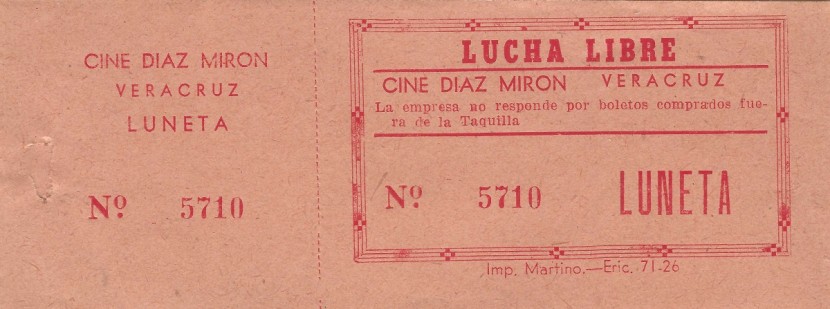 CINE DIAZ MIRON
VERACRUZ
LUNETA
Nº 5710
LUCHA LIBRE
CINE DIAZ MIRON VERACRUZ
La empresa no responde por boletos comprados fue-
ra de la Taquilla
Nº 5710 LUNETA
Imp. Martino.—Eric. 71-26